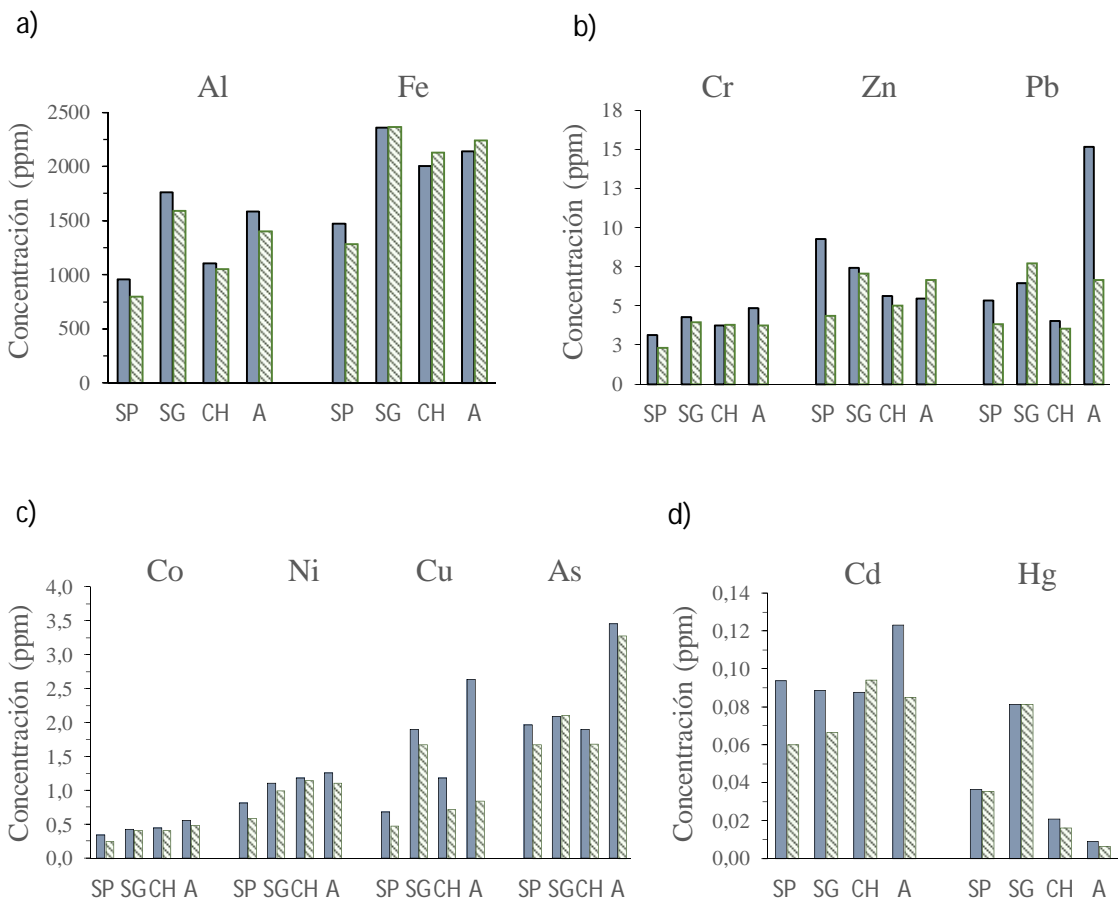 a)
Al Fe
Concentración (ppm)
2500
2000
1500
1000
500
0
SP SG CH A SP SG CH A
b)
Cr Zn Pb
Concentración (ppm)
18
15
13
10
8
5
3
0
SP SG CH A SP SG CH A SP SG CH A
c)
Co Ni Cu As
Concentración (ppm)
4,0
3,5
3,0
2,5
2,0
1,5
1,0
0,5
0,0
SP SG CH A SP SG CH A SP SG CH A SP SG CH A
d)
Cd Hg
Concentración (ppm)
0,14
0,12
0,10
0,08
0,06
0,04
0,02
0,00
SP SG CH A SP SG CH A